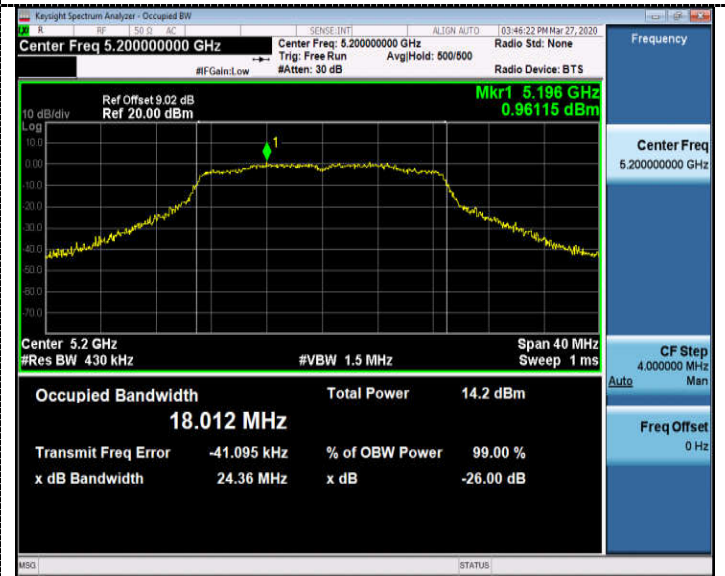 Keysight Spectrum Analyzer - Occupied BW
R RF 50 Ω AC SENSE:INT ALIGN AUTO 03:46:22 PM Mar 27, 2020
Center Freq 5.200000000 GHz
Center Freq: 5.200000000 GHz Radio Std: None
Trig: Free Run Avg|Hold: 500/500
#IFGain:Low #Atten: 30 dB Radio Device: BTS
Frequency
Mkr1 5.196 GHz
0.96115 dBm
Ref Offset 9.02 dB
10 dB/div Ref 20.00 dBm
Log
10.0
0.00
-10.0
-20.0
-30.0
-40.0
-50.0
-70.0
1
Center 5.2 GHz Span 40 MHz
#Res BW 430 kHz #VBW 1.5 MHz Sweep 1 ms
Occupied Bandwidth Total Power 14.2 dBm
18.012 MHz
Transmit Freq Error -41.095 kHz % of OBW Power 99.00 %
x dB Bandwidth 24.36 MHz x dB -26.00 dB
Center Freq
5.200000000 GHz
CF Step
4.000000 MHz
Auto Man
Freq Offset
0 Hz
MSG STATUS